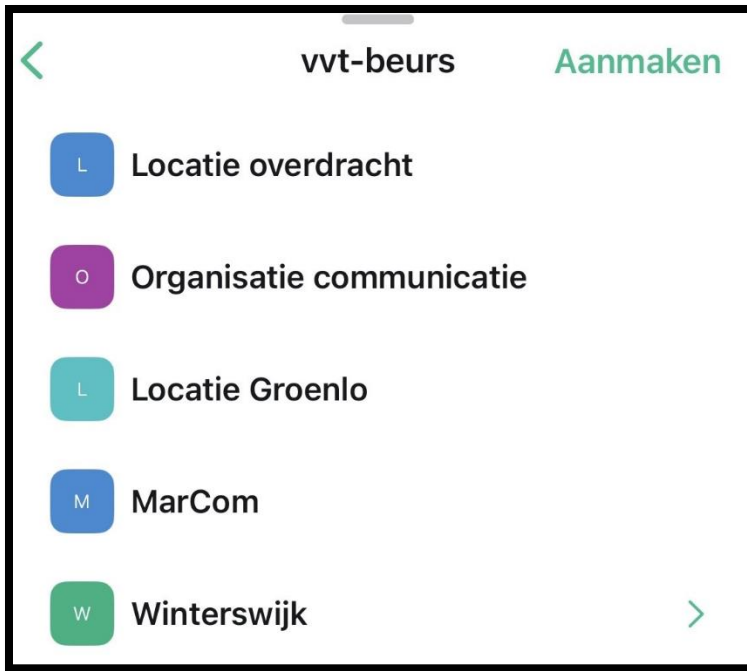 vvt-beurs Aanmaken
L Locatie overdracht
O Organisatie communicatie
L Locatie Groenlo
M MarCom
W Winterswijk